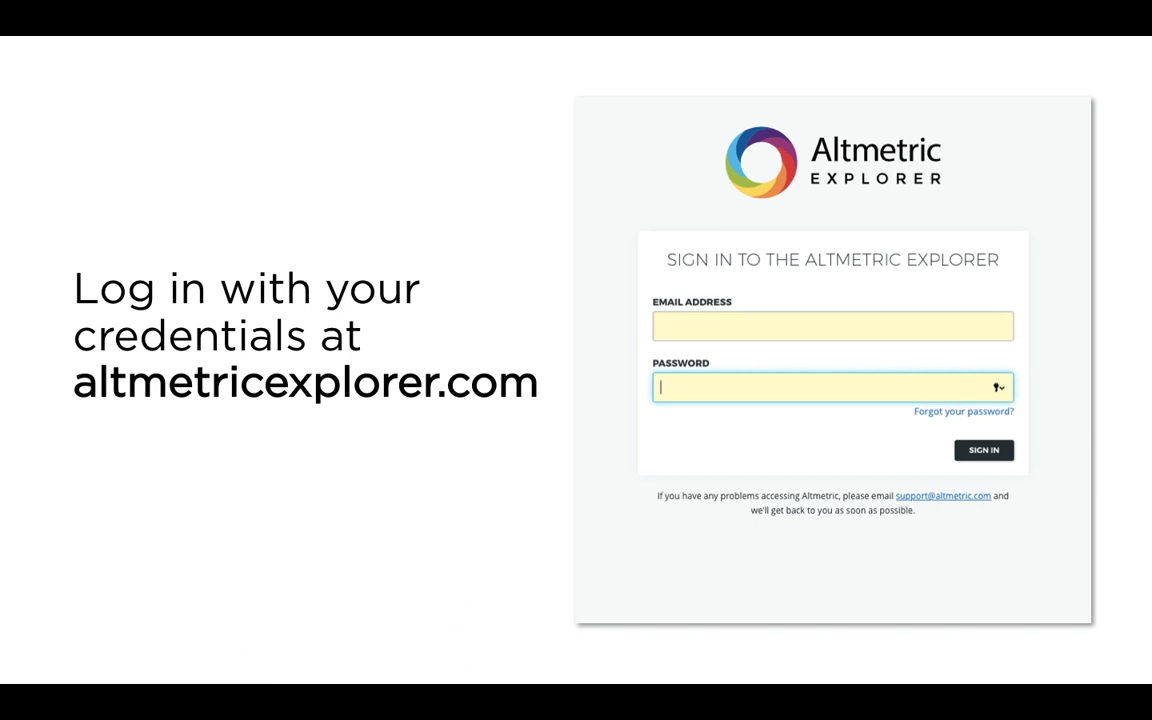 Log in with your
credentials at
altmetricexplorer.com
Altmetric
EXPLORER
SIGN IN TO THE ALTMETRIC EXPLORER
EMAIL ADDRESS
PASSWORD
Forgot your password?
SIGN IN
If you have any problems accessing Altmetric, please email support@altmetric.com and
we'll get back to you as soon as possible.